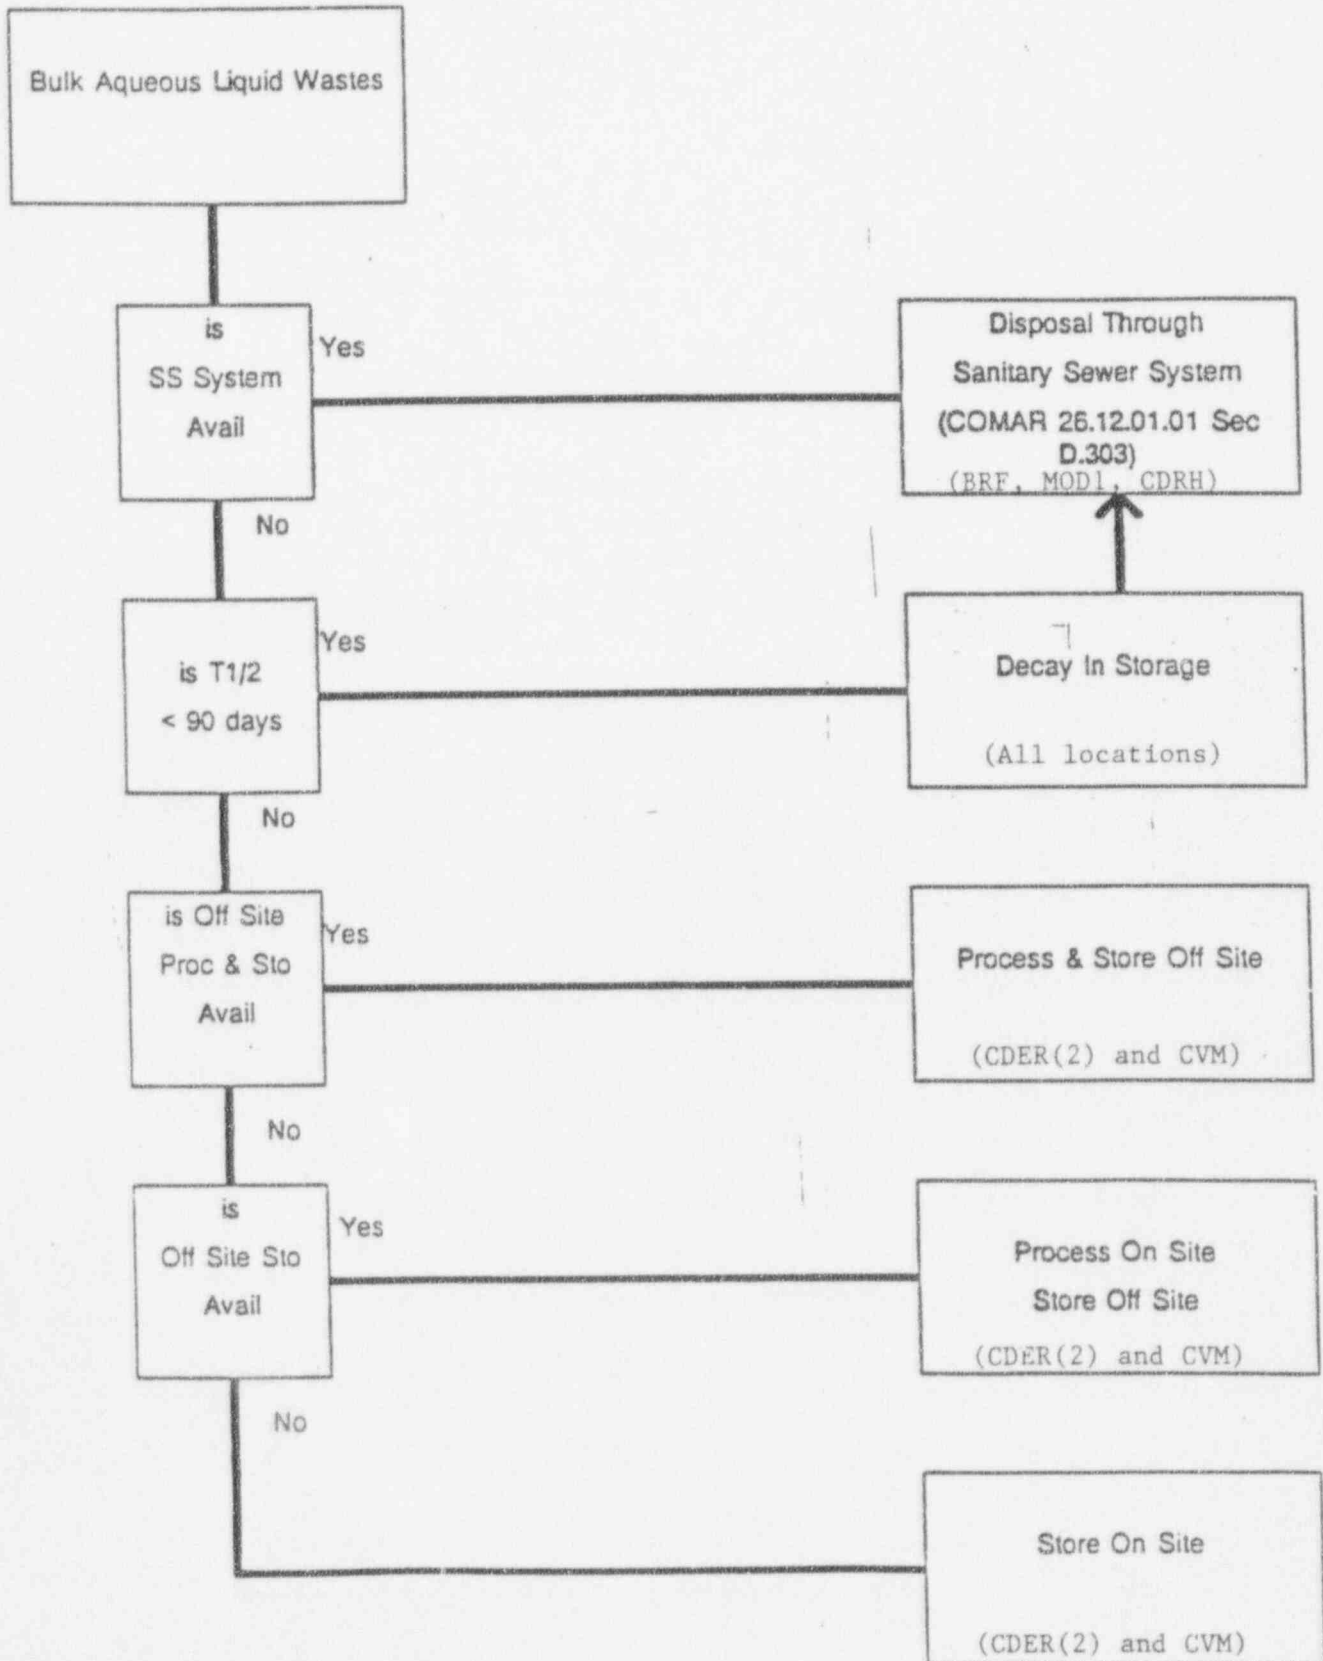 Bulk Aqueous Liquid Wastes
is
SS System
Avail
Yes
Disposal Through
Sanitary Sewer System
(COMAR 26.12.01.01 Sec
D.303)
(BRF, MOD1, CDRH)
No
is T1/2
< 90 days
Yes
Decay In Storage
(All locations)
No
is Off Site
Proc & Sto
Avail
Yes
Process & Store Off Site
(CDER(2) and CVM)
No
is
Off Site Sto
Avail
Yes
Process On Site
Store Off Site
(CDER(2) and CVM)
No
Store On Site
(CDER(2) and CVM)